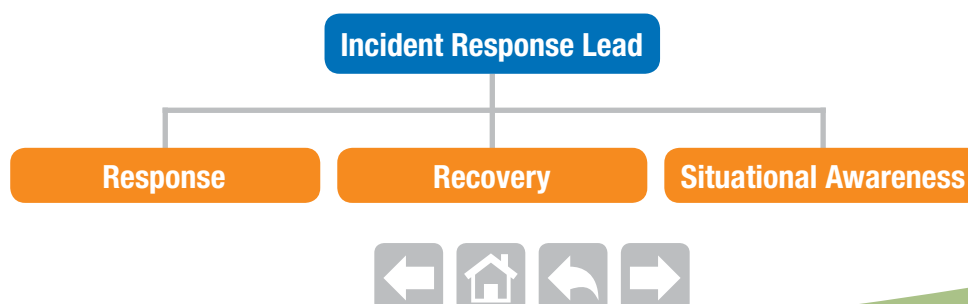 Incident Response Lead
Response
Recovery
Situational Awareness